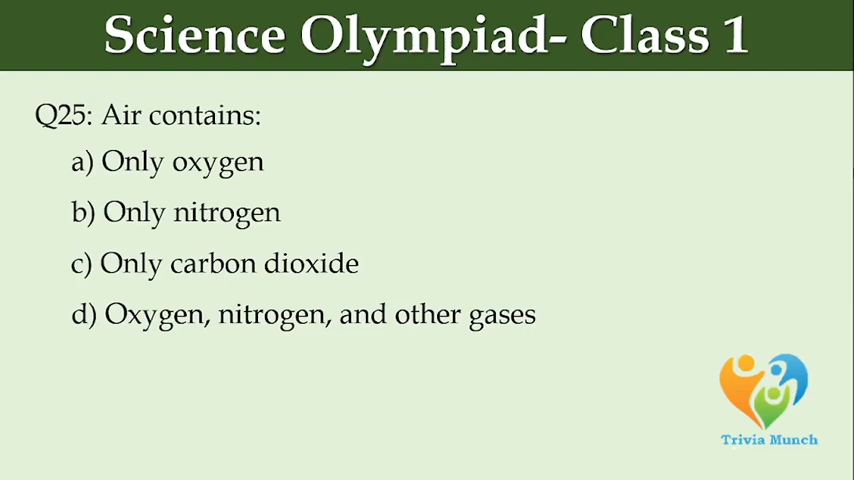 Science Olympiad- Class 1
Q25: Air contains:
a) Only oxygen
b) Only nitrogen
c) Only carbon dioxide
d) Oxygen, nitrogen, and other gases
Trivia Munch